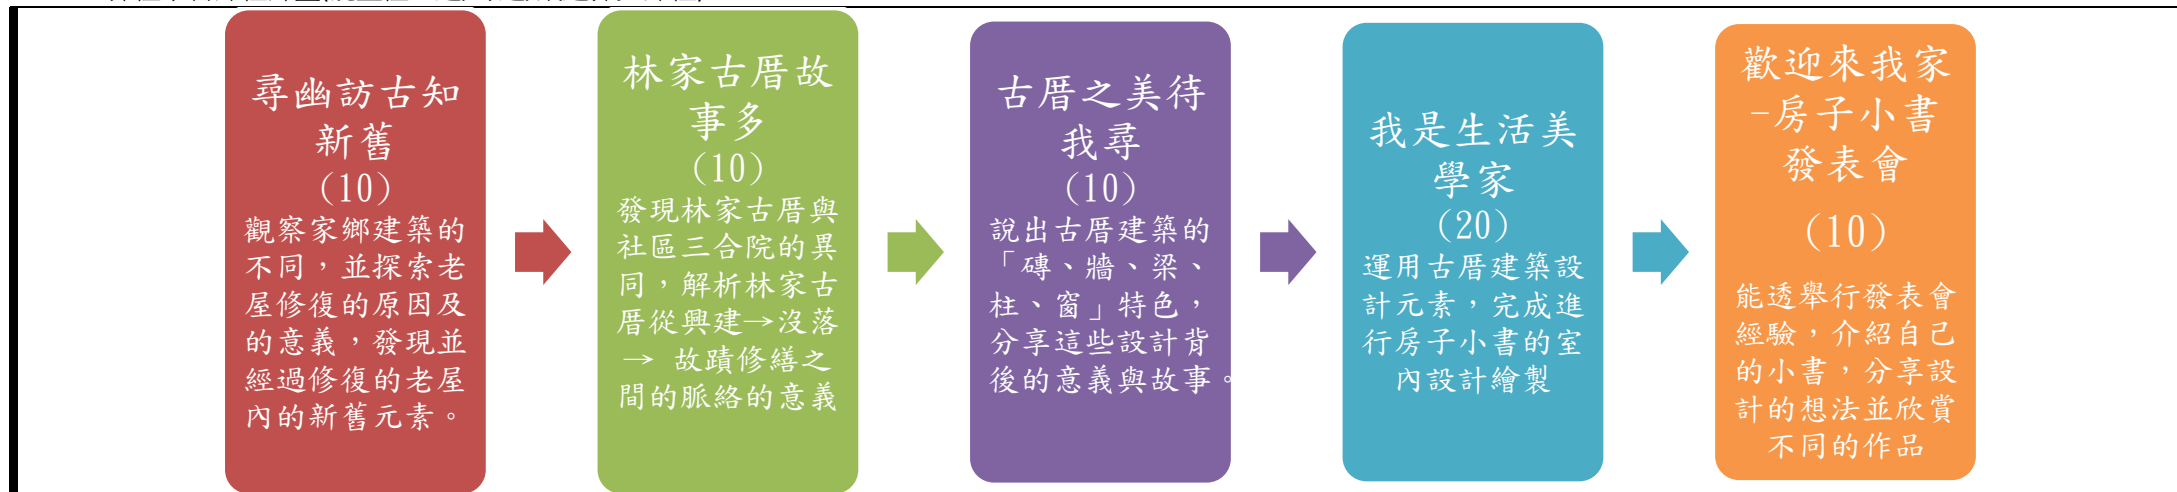 尋幽訪古知
新舊
(10)
觀察家鄉建築的
不同，並探索老
屋修復的原因及
的意義，發現並
經過修復的老屋
內的新舊元素。
林家古厝故
事多
(10)
發現林家古厝與
社區三合院的異
同，解析林家古
厝從興建→沒落
→ 故蹟修繕之
間的脈絡的意義
古厝之美待
我尋
(10)
說出古厝建築的
「磚、牆、梁、
柱、窗」特色，
分享這些設計背
後的意義與故事。
我是生活美
學家
(20)
運用古厝建築設
計元素，完成進
行房子小書的室
內設計繪製
歡迎來我家
-房子小書
發表會
(10)
能透舉行發表會
經驗，介紹自己
的小書，分享設
計的想法並欣賞
不同的作品